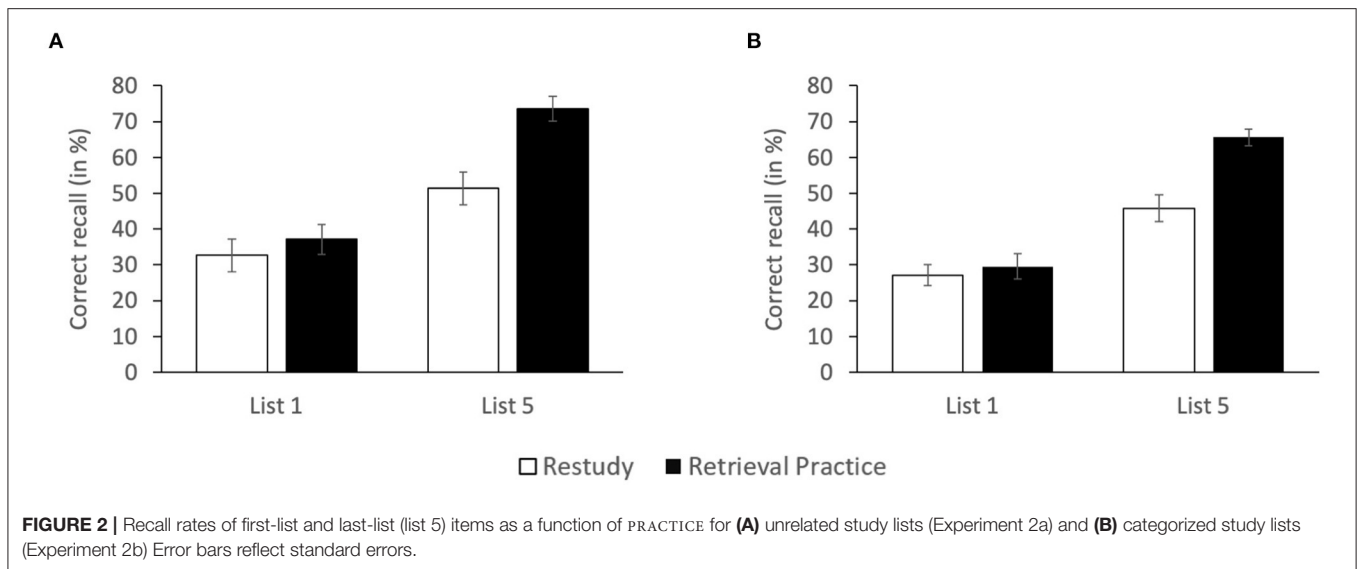 A
B
Correct recall (in %)
80
70
60
50
40
30
20
10
0
List 1
List 5
Correct recall (in %)
80
70
60
50
40
30
20
10
0
List 1
List 5
Restudy
Retrieval Practice
FIGURE 2 | Recall rates of first-list and last-list (list 5) items as a function of PRACTICE for (A) unrelated study lists (Experiment 2a) and (B) categorized study lists
(Experiment 2b) Error bars reflect standard errors.